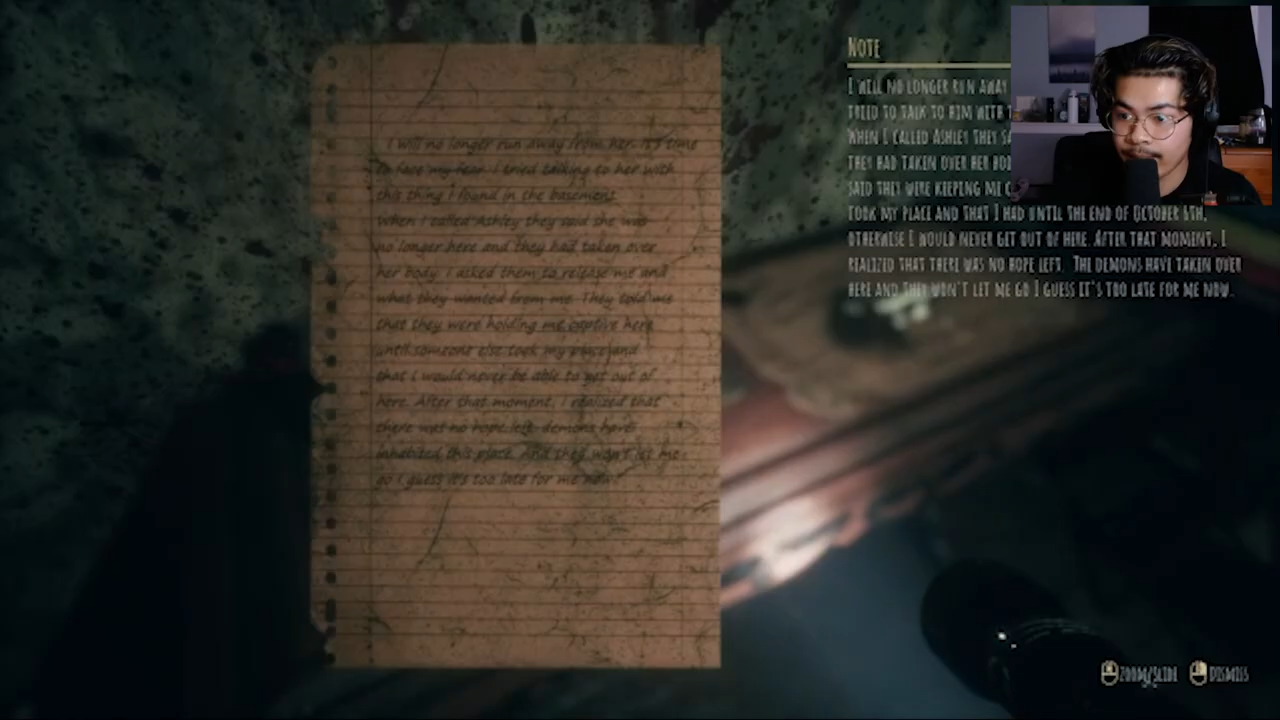 I will no longer run away from her. It's time
to face my fear. I tried talking to her with
this thing I found in the basement.
When I called Ashley they said she was
no longer here and they had taken over
her body. I asked them to release me and
what they wanted from me. They told me
that they were holding me captive here
until someone else took my place and
that I would never be able to get out of
here. After that moment, I realized that
there was no hope left. demons have
inhabited this place. And they won't let me
go I guess it's too late for me now.
NOTE
I WILL NO LONGER RUN AWAY
TRIED TO TALK TO HIM WITH
WHEN I CALLED ASHLEY THEY
THEY HAD TAKEN OVER HER
SAID THEY WERE KEEPING ME
TOOK MY PLACE AND THAT I HAD UNTIL THE END OF OCTOBER 6TH,
OTHERWISE I WOULD NEVER GET OUT OF HERE. AFTER THAT MOMENT, I
REALIZED THAT THERE WAS NO HOPE LEFT. THE DEMONS HAVE TAKEN OVER
HERE AND THEY WON'T LET ME GO I GUESS IT'S TOO LATE FOR ME NOW..
ZOOM/SLIDE DISMISS